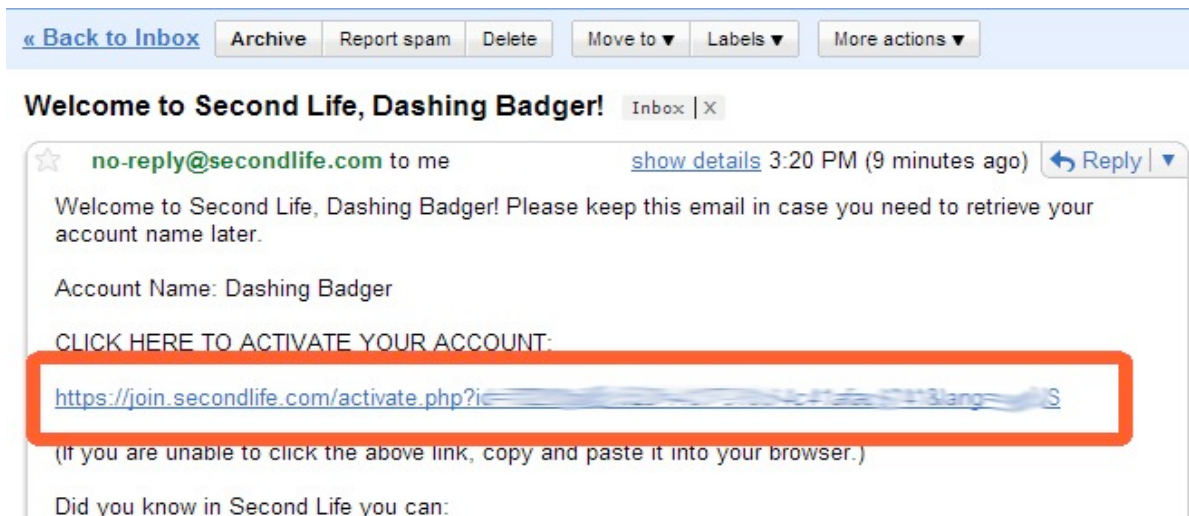 « Back to Inbox Archive Report spam Delete Move to ▼ Labels ▼ More actions ▼
Welcome to Second Life, Dashing Badger! Inbox | X
no-reply@secondlife.com to me show details 3:20 PM (9 minutes ago) Reply ▼
Welcome to Second Life, Dashing Badger! Please keep this email in case you need to retrieve your
account name later.
Account Name: Dashing Badger
CLICK HERE TO ACTIVATE YOUR ACCOUNT:
https://join.secondlife.com/activate.php?
(If you are unable to click the above link, copy and paste it into your browser.)
Did you know in Second Life you can: